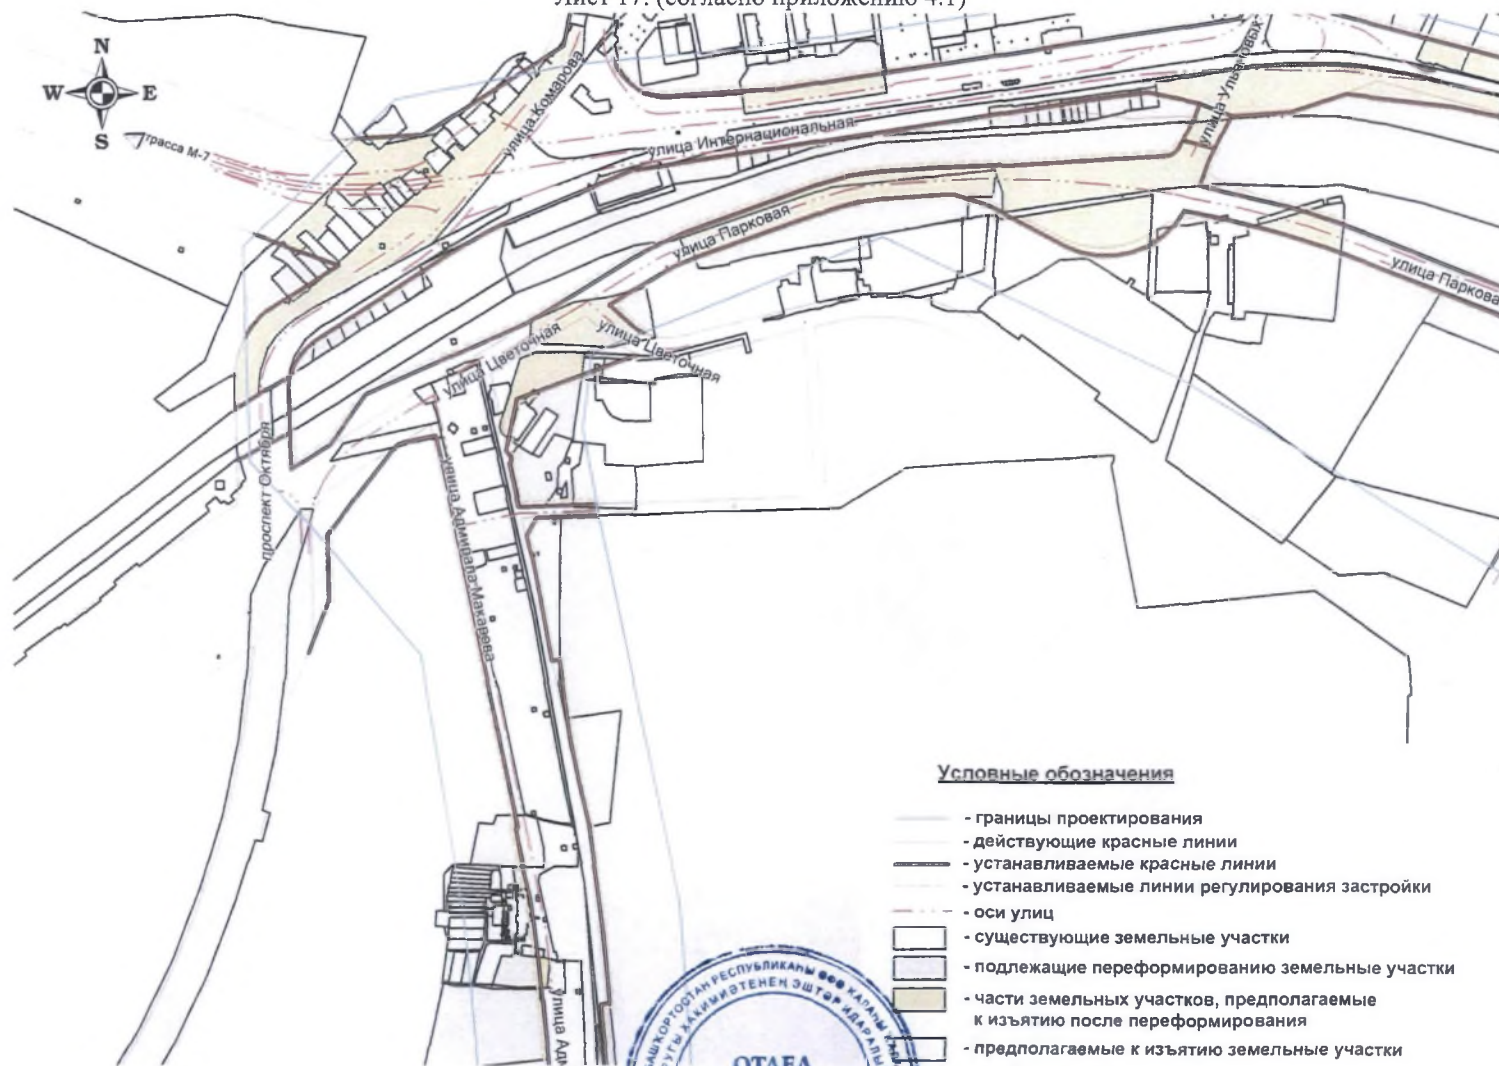 Лист 17. (согласно приложению 4.1)
N
W E
S
трасса М-7
улица Комарова
улица Интернациональная
улица Ульяновых
улица Парковая
улица Парковая
улица Цветочная
улица Цветочная
проспект Октября
улица Адмирала Макарова
улица Адм
Условные обозначения
- границы проектирования
- действующие красные линии
- устанавливаемые красные линии
- устанавливаемые линии регулирования застройки
- оси улиц
- существующие земельные участки
- подлежащие переформированию земельные участки
- части земельных участков, предполагаемые
к изъятию после переформирования
- предполагаемые к изъятию земельные участки